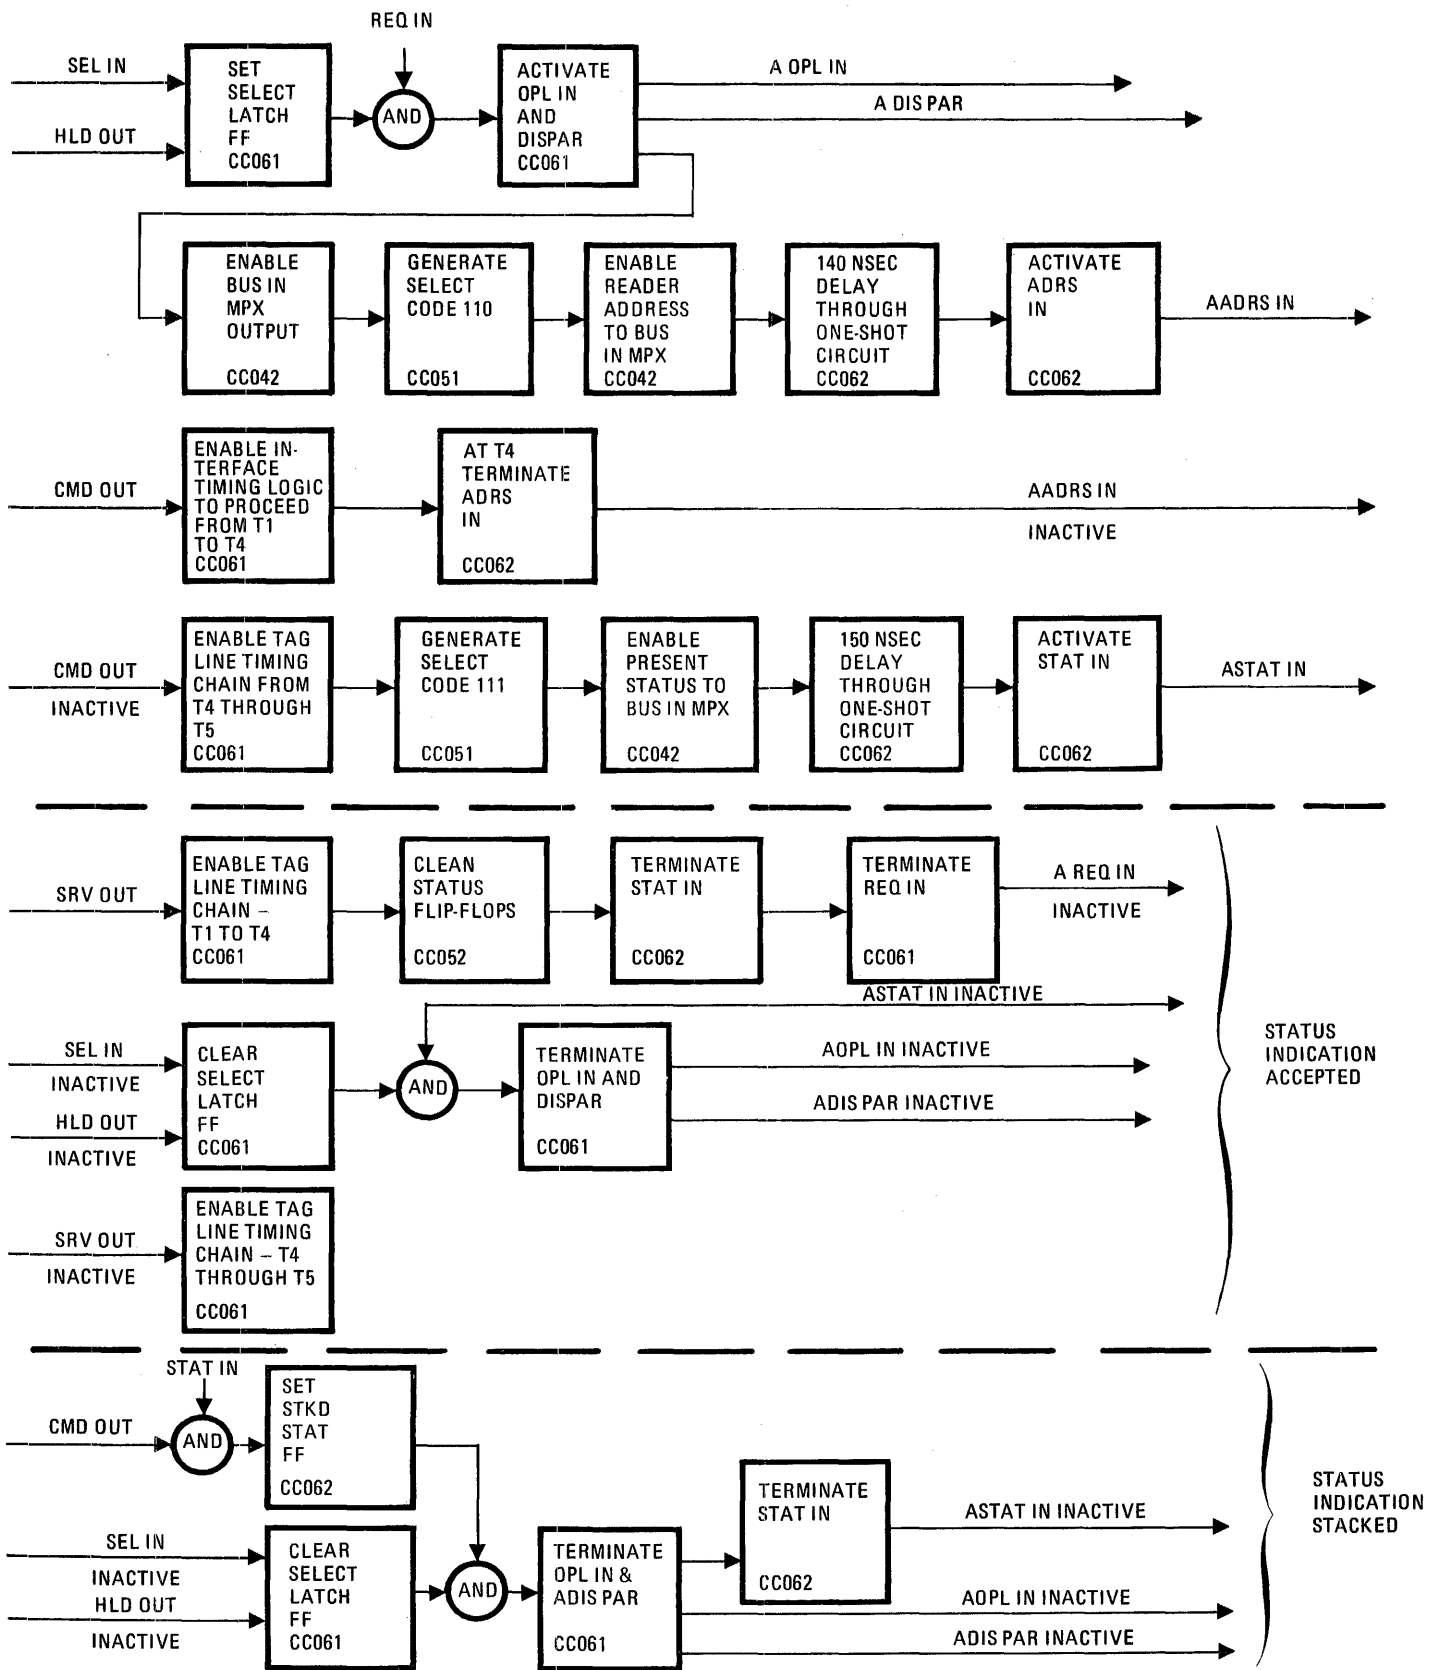 REQ IN
SEL IN
HLD OUT
SET
SELECT
LATCH
FF
CC061
AND
ACTIVATE
OPL IN
AND
DISPAR
CC061
A OPL IN
A DIS PAR
ENABLE
BUS IN
MPX
OUTPUT
CC042
GENERATE
SELECT
CODE 110
CC051
ENABLE
READER
ADDRESS
TO BUS
IN MPX
CC042
140 NSEC
DELAY
THROUGH
ONE-SHOT
CIRCUIT
CC062
ACTIVATE
ADRS
IN
CC062
AADRS IN
CMD OUT
ENABLE IN-
TERFACE
TIMING LOGIC
TO PROCEED
FROM T1
TO T4
CC061
AT T4
TERMINATE
ADRS
IN
CC062
AADRS IN
INACTIVE
CMD OUT
INACTIVE
ENABLE TAG
LINE TIMING
CHAIN FROM
T4 THROUGH
T5
CC061
GENERATE
SELECT
CODE 111
CC051
ENABLE
PRESENT
STATUS TO
BUS IN MPX
CC042
150 NSEC
DELAY
THROUGH
ONE-SHOT
CIRCUIT
CC062
ACTIVATE
STAT IN
CC062
ASTAT IN
SRV OUT
ENABLE TAG
LINE TIMING
CHAIN –
T1 TO T4
CC061
CLEAN
STATUS
FLIP-FLOPS
CC052
TERMINATE
STAT IN
CC062
TERMINATE
REQ IN
CC061
A REQ IN
INACTIVE
ASTAT IN INACTIVE
SEL IN
INACTIVE
HLD OUT
INACTIVE
CLEAR
SELECT
LATCH
FF
CC061
AND
TERMINATE
OPL IN AND
DISPAR
CC061
AOPL IN INACTIVE
ADIS PAR INACTIVE
STATUS
INDICATION
ACCEPTED
SRV OUT
INACTIVE
ENABLE TAG
LINE TIMING
CHAIN – T4
THROUGH T5
CC061
STAT IN
CMD OUT
AND
SET
STKD
STAT
FF
CC062
SEL IN
INACTIVE
HLD OUT
INACTIVE
CLEAR
SELECT
LATCH
FF
CC061
AND
TERMINATE
OPL IN &
ADIS PAR
CC061
TERMINATE
STAT IN
CC062
ASTAT IN INACTIVE
AOPL IN INACTIVE
ADIS PAR INACTIVE
STATUS
INDICATION
STACKED